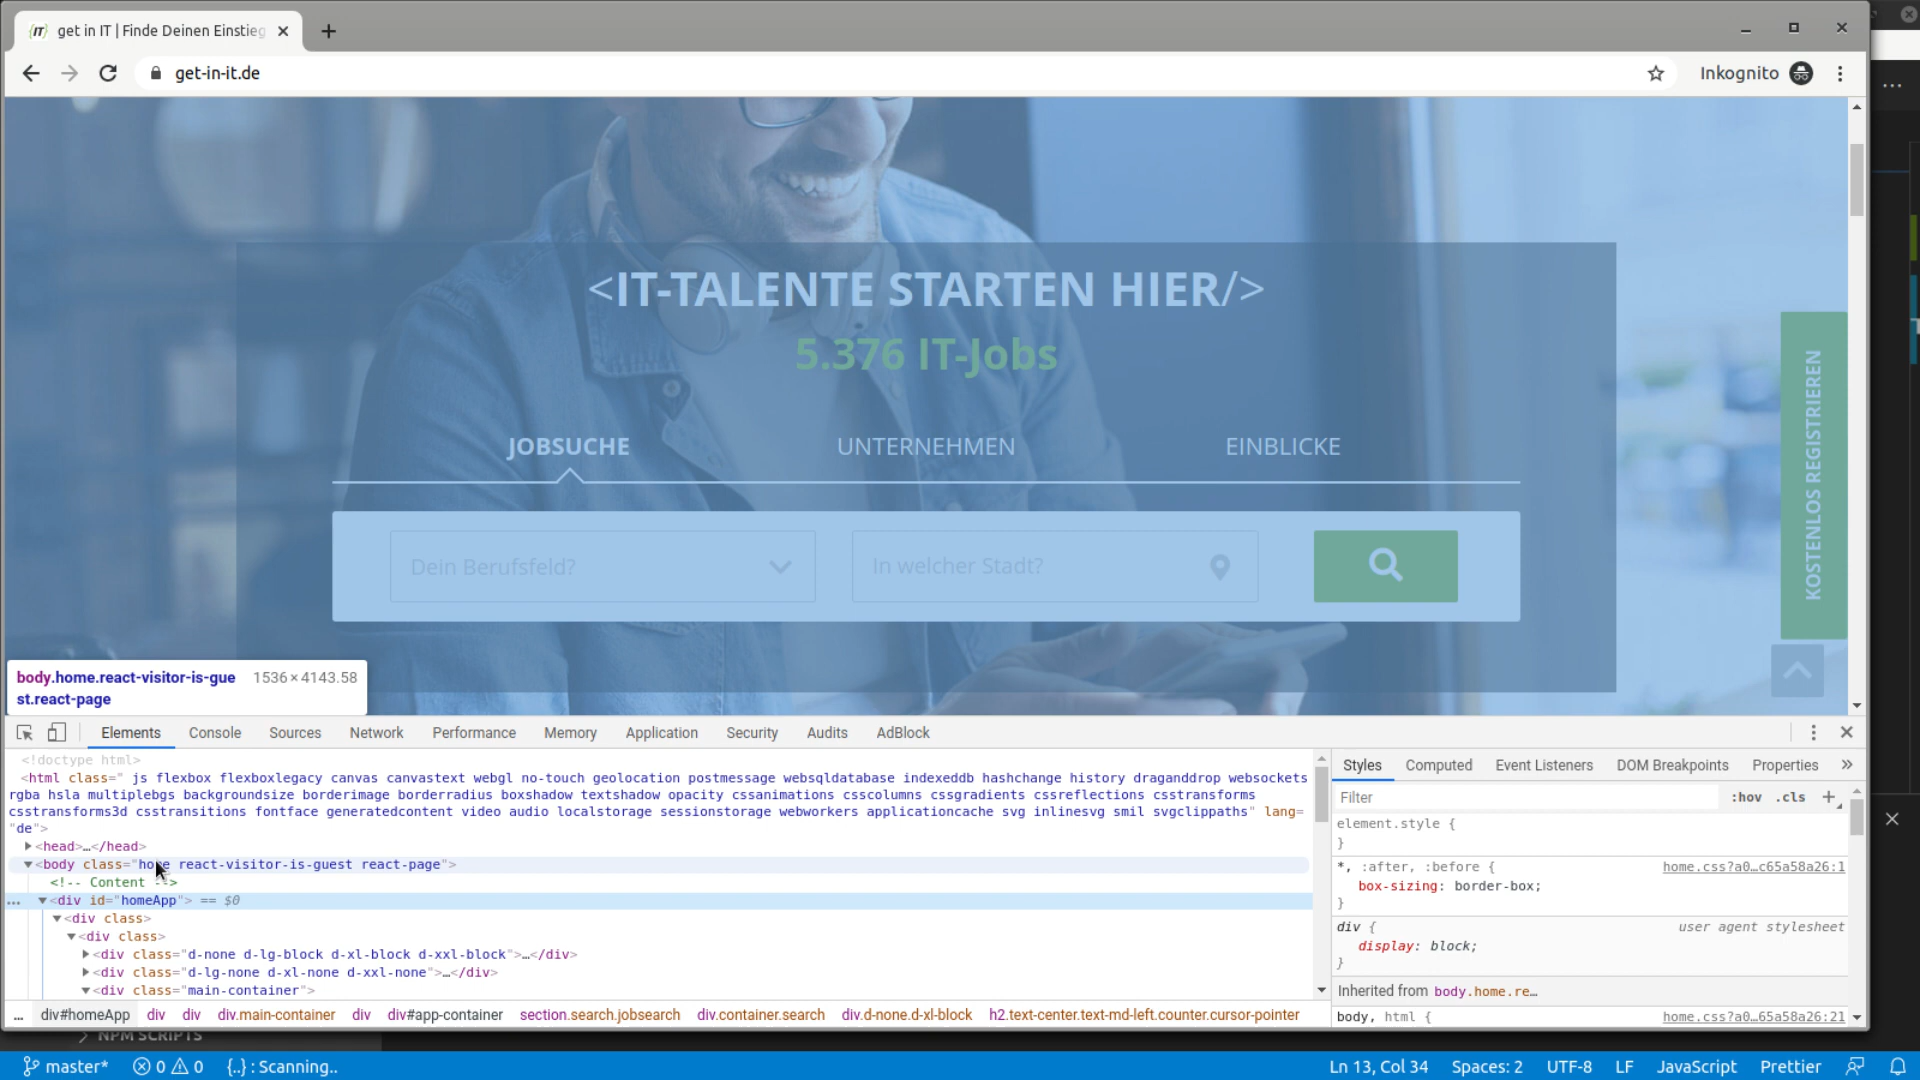 get in IT | Finde Deinen Einstieg
get-in-it.de
Inkognito
<IT-TALENTE STARTEN HIER/>
5.376 IT-Jobs
JOBSUCHE UNTERNEHMEN EINBLICKE
Dein Berufsfeld? In welcher Stadt?
KOSTENLOS REGISTRIEREN
body.home.react-visitor-is-gue 1536 × 4143.58
st.react-page
Elements Console Sources Network Performance Memory Application Security Audits AdBlock
<!doctype html>
<html class=" js flexbox flexboxlegacy canvas canvastext webgl no-touch geolocation postmessage websqldatabase indexeddb hashchange history draganddrop websockets
rgba hsla multiplebgs backgroundsize borderimage borderradius boxshadow textshadow opacity cssanimations csscolumns cssgradients cssreflections csstransforms
csstransforms3d csstransitions fontface generatedcontent video audio localstorage sessionstorage webworkers applicationcache svg inlinesvg smil svgclippaths" lang=
"de">
<head>…</head>
<body class="home react-visitor-is-guest react-page">
<!-- Content -->
... <div id="homeApp"> == $0
<div class>
<div class>
<div class="d-none d-lg-block d-xl-block d-xxl-block">…</div>
<div class="d-lg-none d-xl-none d-xxl-none">…</div>
<div class="main-container">
... div#homeApp div div div.main-container div div#app-container section.search.jobsearch div.container.search div.d-none.d-xl-block h2.text-center.text-md-left.counter.cursor-pointer
Styles Computed Event Listeners DOM Breakpoints Properties »
Filter :hov .cls +
element.style {
}
*, :after, :before { home.css?a0…c65a58a26:1
box-sizing: border-box;
}
div { user agent stylesheet
display: block;
}
Inherited from body.home.re…
body, html { home.css?a0…65a58a26:21
NPM SCRIPTS
master* 0 0 {..} : Scanning.. Ln 13, Col 34 Spaces: 2 UTF-8 LF JavaScript Prettier